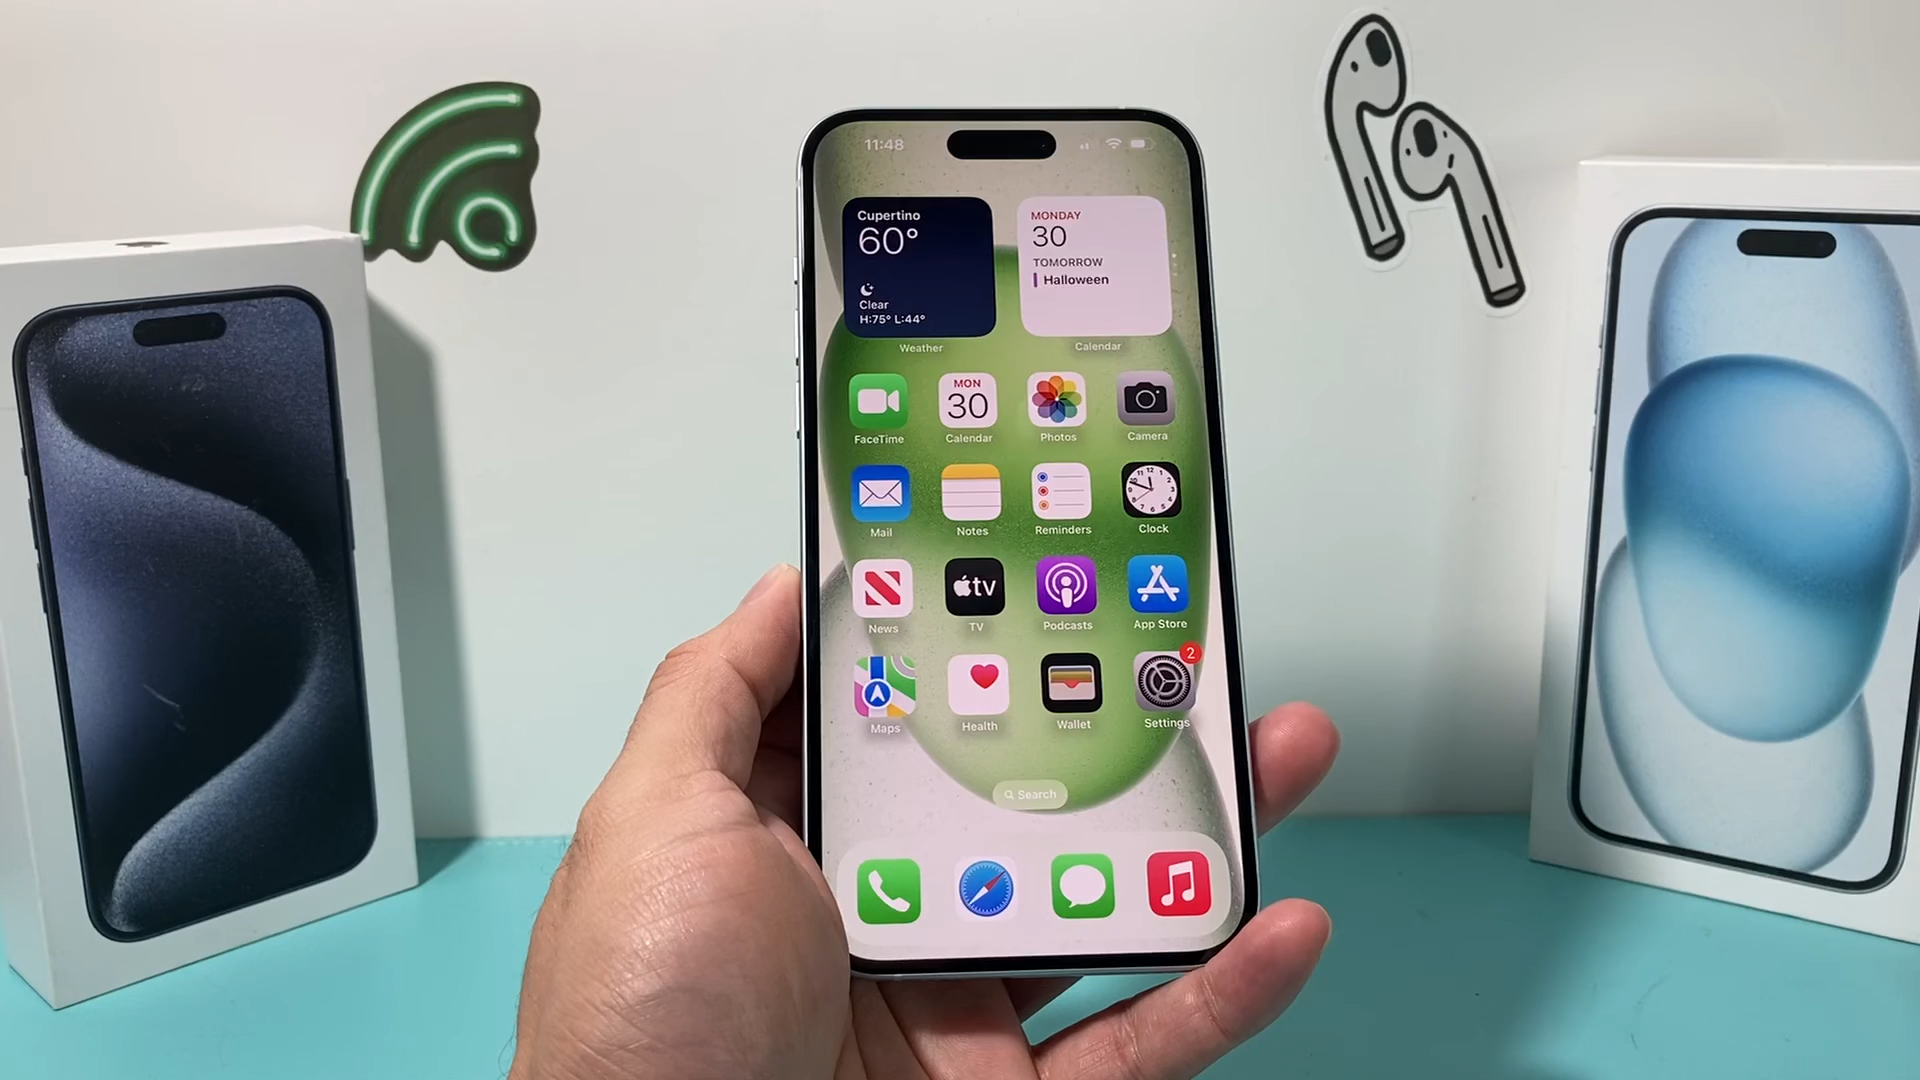 11:48
Cupertino
60°
Clear
H:75° L:44°
Weather
MONDAY
30
TOMORROW
Halloween
Calendar
MON
30
FaceTime
Calendar
Photos
Camera
12
Mail
Notes
Reminders
Clock
tv
News
TV
Podcasts
App Store
2
Maps
Health
Wallet
Settings
Search